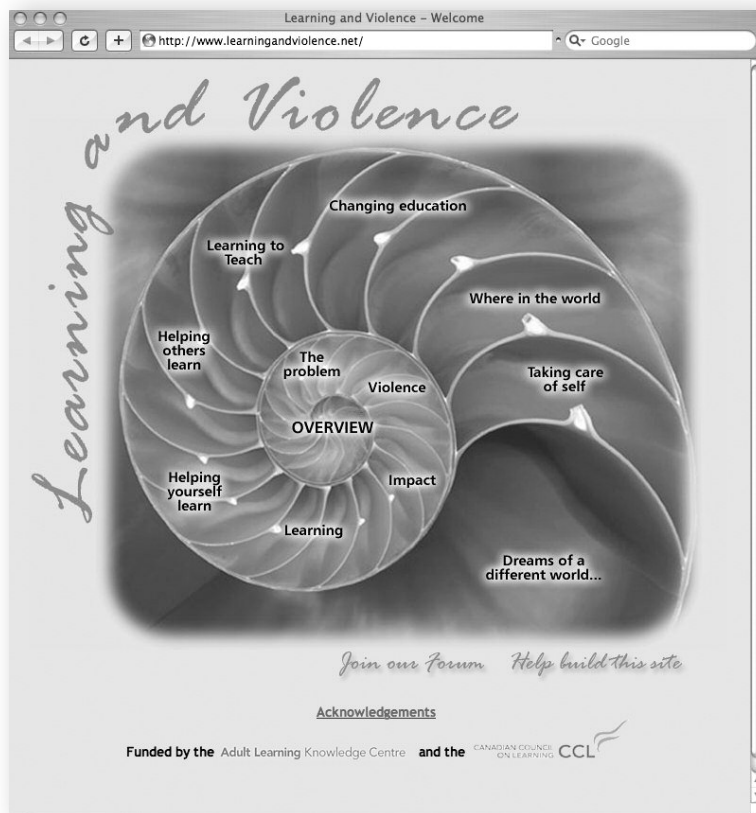 Learning and Violence – Welcome
http://www.learningandviolence.net/
Google
Learning and Violence
Changing education
Learning to
Teach
Where in the world
Helping
others
learn
The
problem
Taking care
of self
Violence
OVERVIEW
Helping
yourself
learn
Impact
Learning
Dreams of a
different world...
Join our Forum
Help build this site
Acknowledgements
Funded by the Adult Learning Knowledge Centre and the CANADIAN COUNCIL
ON LEARNING CCL